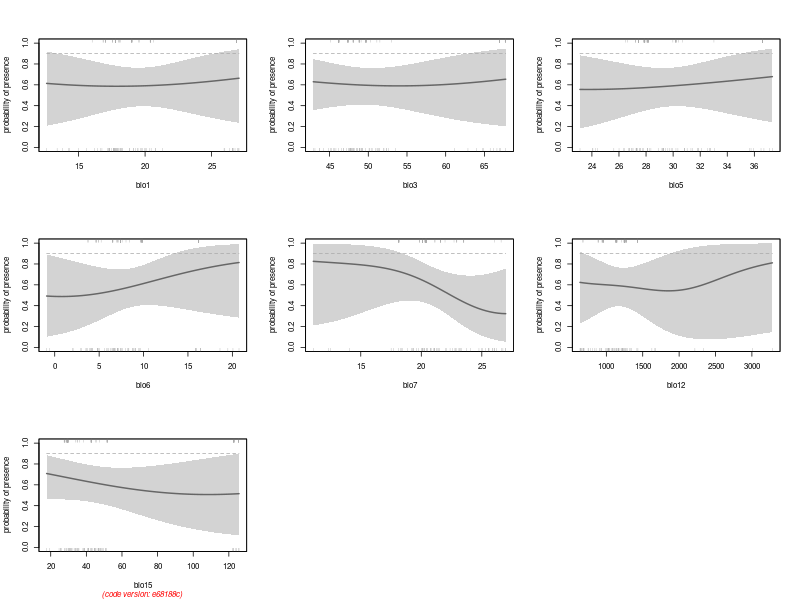 probability of presence
0.0 0.2 0.4 0.6 0.8 1.0
15 20 25
bio1
probability of presence
0.0 0.2 0.4 0.6 0.8 1.0
45 50 55 60 65
bio3
probability of presence
0.0 0.2 0.4 0.6 0.8 1.0
24 26 28 30 32 34 36
bio5
probability of presence
0.0 0.2 0.4 0.6 0.8 1.0
0 5 10 15 20
bio6
probability of presence
0.0 0.2 0.4 0.6 0.8 1.0
15 20 25
bio7
probability of presence
0.0 0.2 0.4 0.6 0.8 1.0
1000 1500 2000 2500 3000
bio12
probability of presence
0.0 0.2 0.4 0.6 0.8 1.0
20 40 60 80 100 120
bio15
(code version: e68188c)